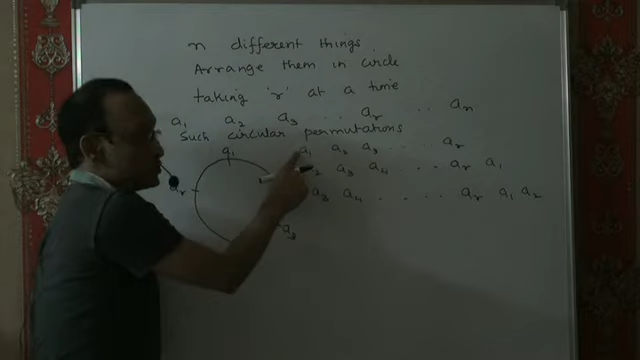 n different things
Arrange them in circle
taking 'r' at a time
a₁ a₂ a₃ .. aᵣ .. aₙ
Such circular permutations
a₁ a₁ a₂ a₃ .. aᵣ
₂ a₃ a₄ ... aᵣ a₁
aᵣ a₃ a₄ . . . . aᵣ a₁ a₂
a₃